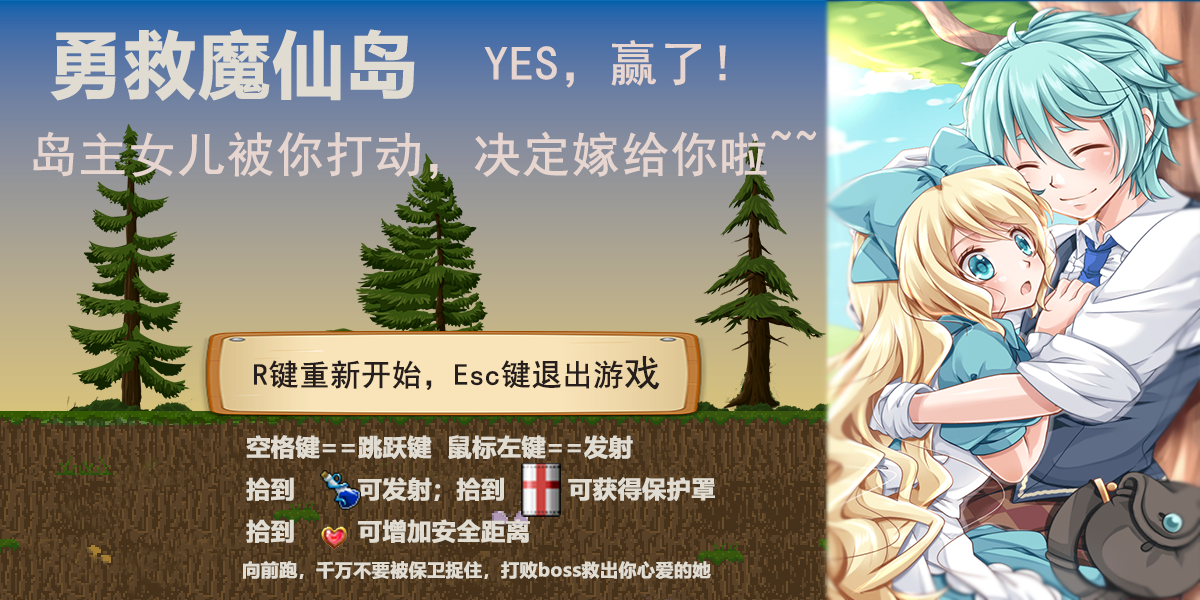 勇救魔仙岛
YES，赢了！
岛主女儿被你打动，决定嫁给你啦~~
R键重新开始，Esc键退出游戏
空格键==跳跃键 鼠标左键==发射
拾到 可发射；拾到 可获得保护罩
拾到 可增加安全距离
向前跑，千万不要被保卫捉住，打败boss救出你心爱的她